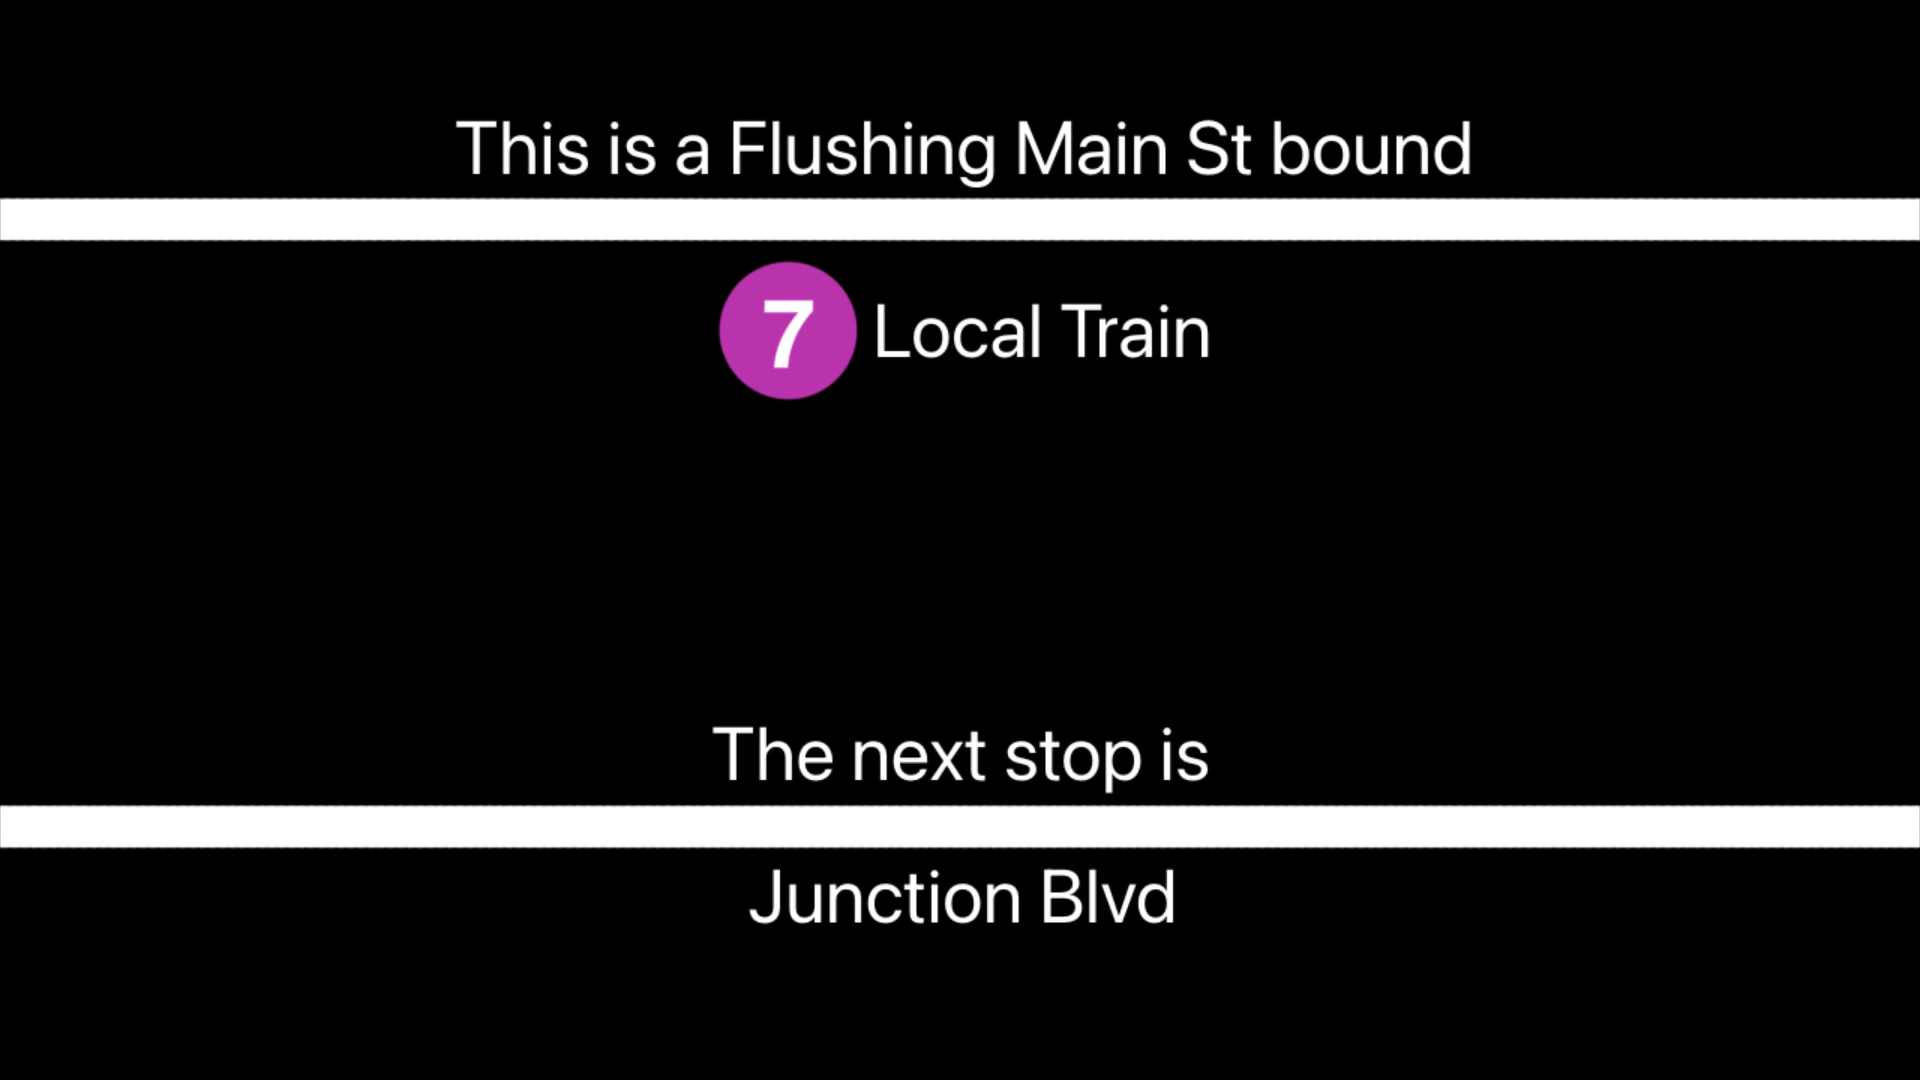 This is a Flushing Main St bound
7 Local Train
The next stop is
Junction Blvd